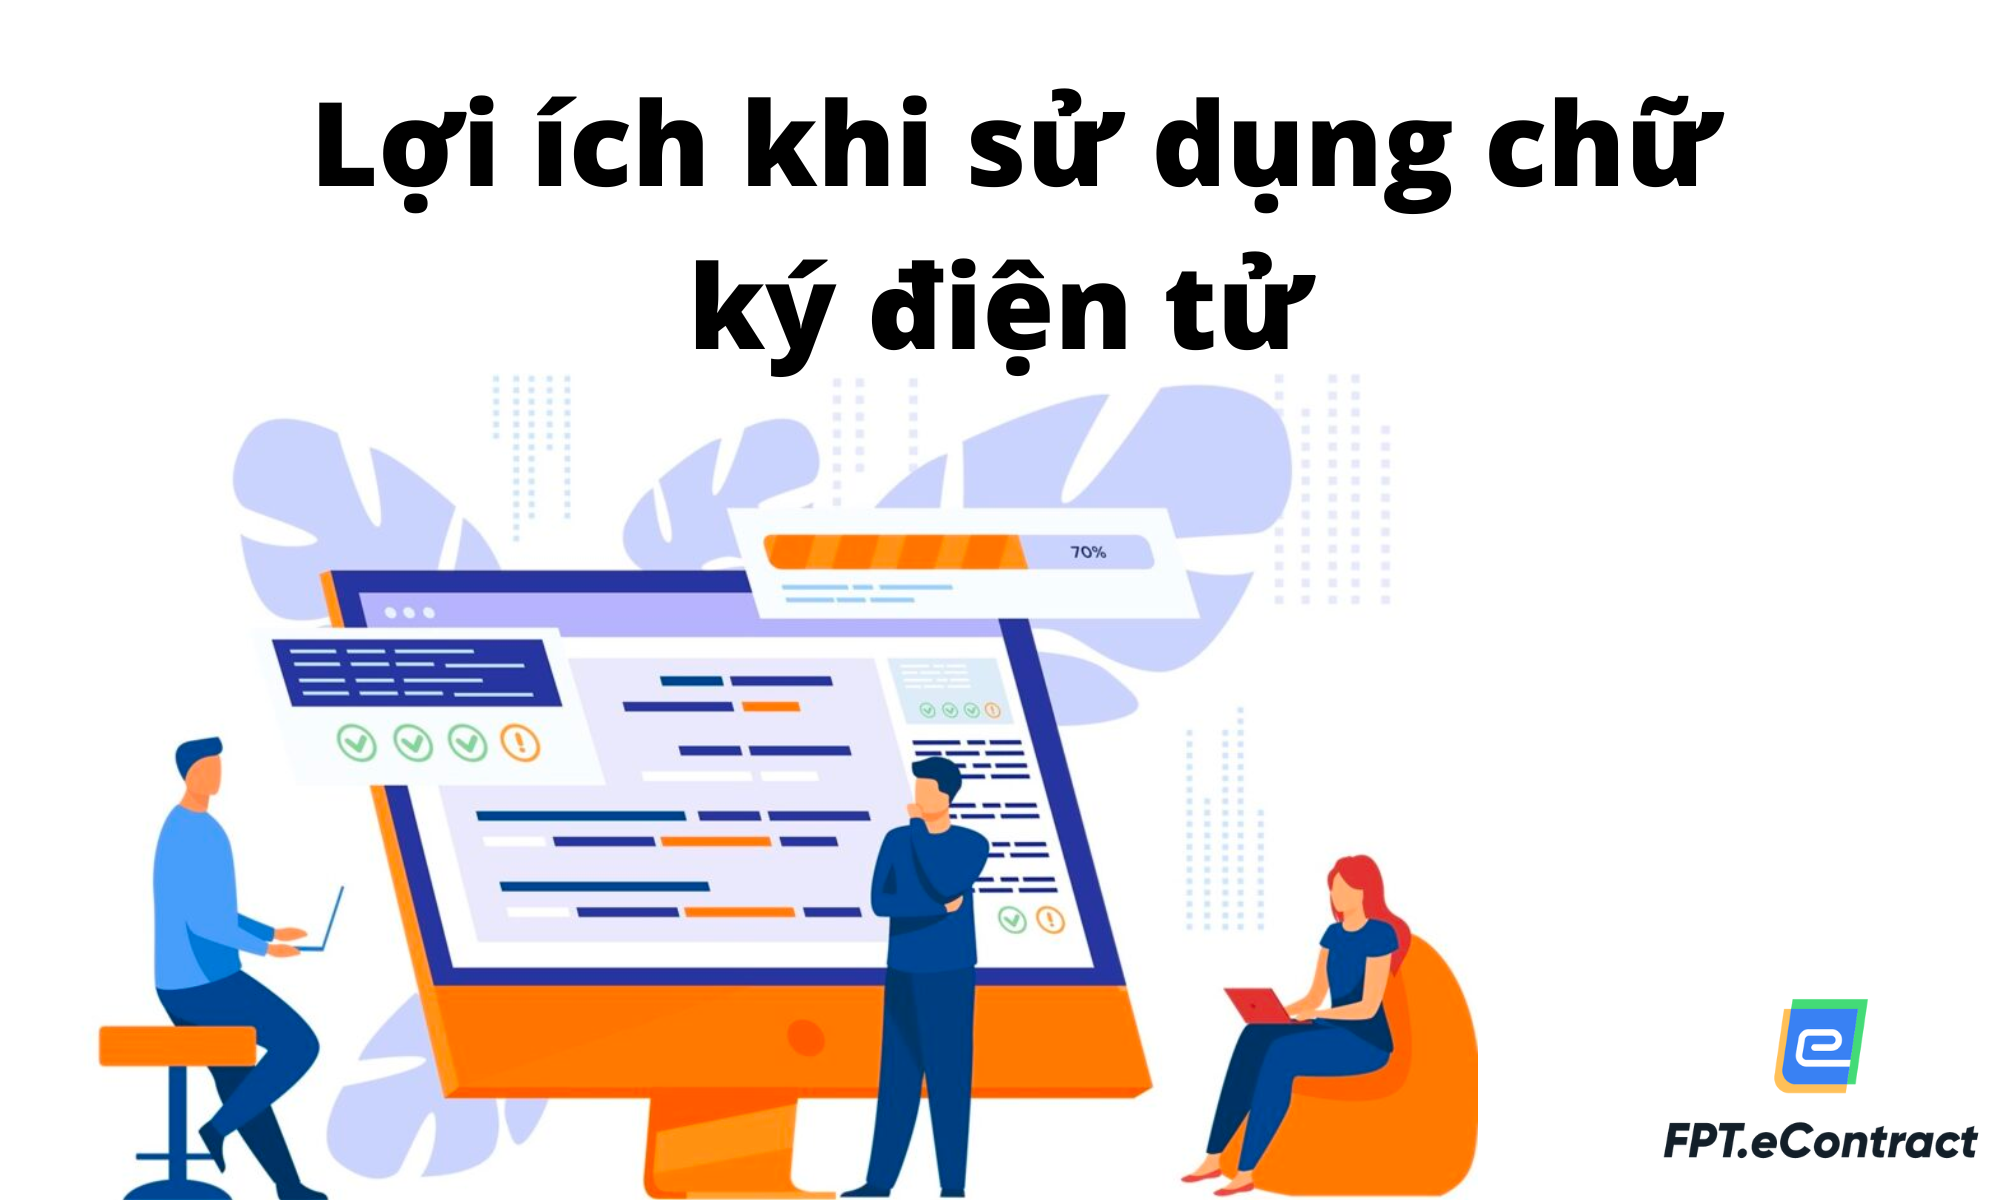 Lợi ích khi sử dụng chữ
ký điện tử
70%
FPT.eContract